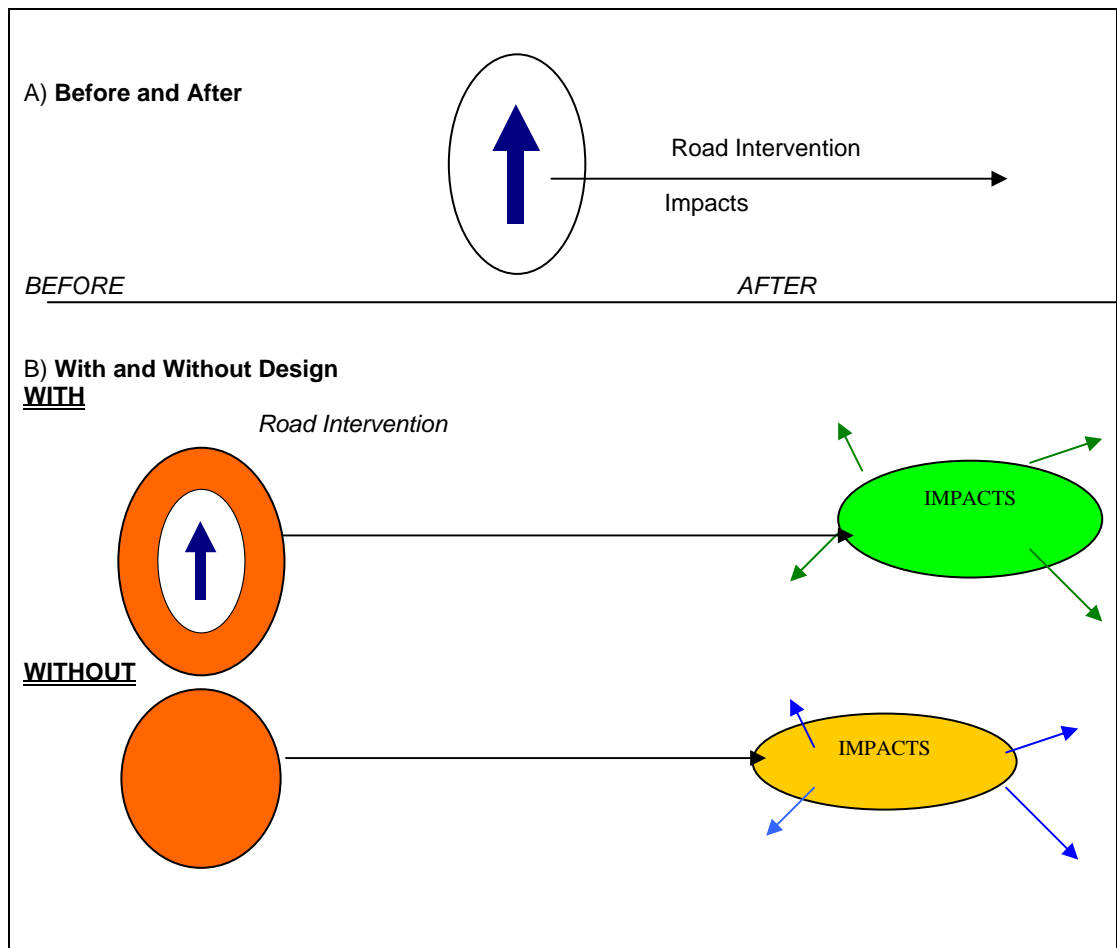 A) Before and After
Road Intervention
Impacts
BEFORE
AFTER
B) With and Without Design
WITH
Road Intervention
IMPACTS
WITHOUT
IMPACTS